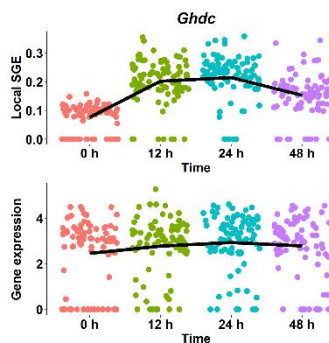 Ghdc
Local SGE
0.3
0.2
0.1
0.0
0 h 12 h 24 h 48 h
Time
Gene expression
4
2
0
0 h 12 h 24 h 48 h
Time